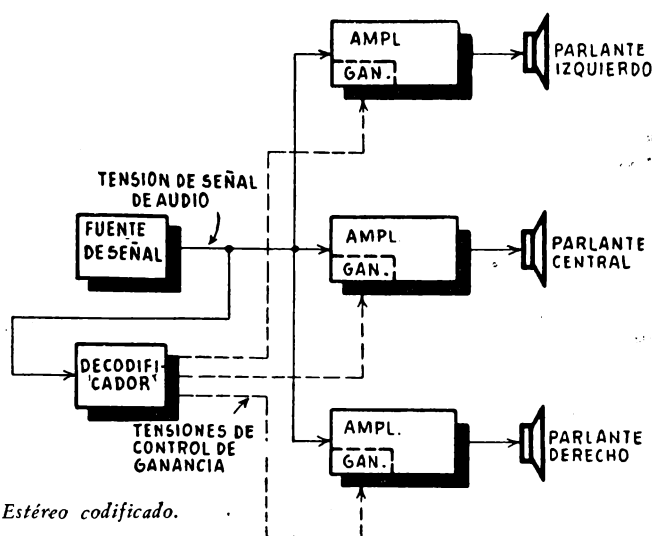 AMPL
GAN.
PARLANTE
IZQUIERDO
TENSION DE SEÑAL
DE AUDIO
FUENTE
DE SEÑAL
AMPL.
GAN.
PARLANTE
CENTRAL
DECODIFI-
CADOR
TENSIONES DE
CONTROL DE
GANANCIA
AMPL.
GAN.
PARLANTE
DERECHO
Estéreo codificado.